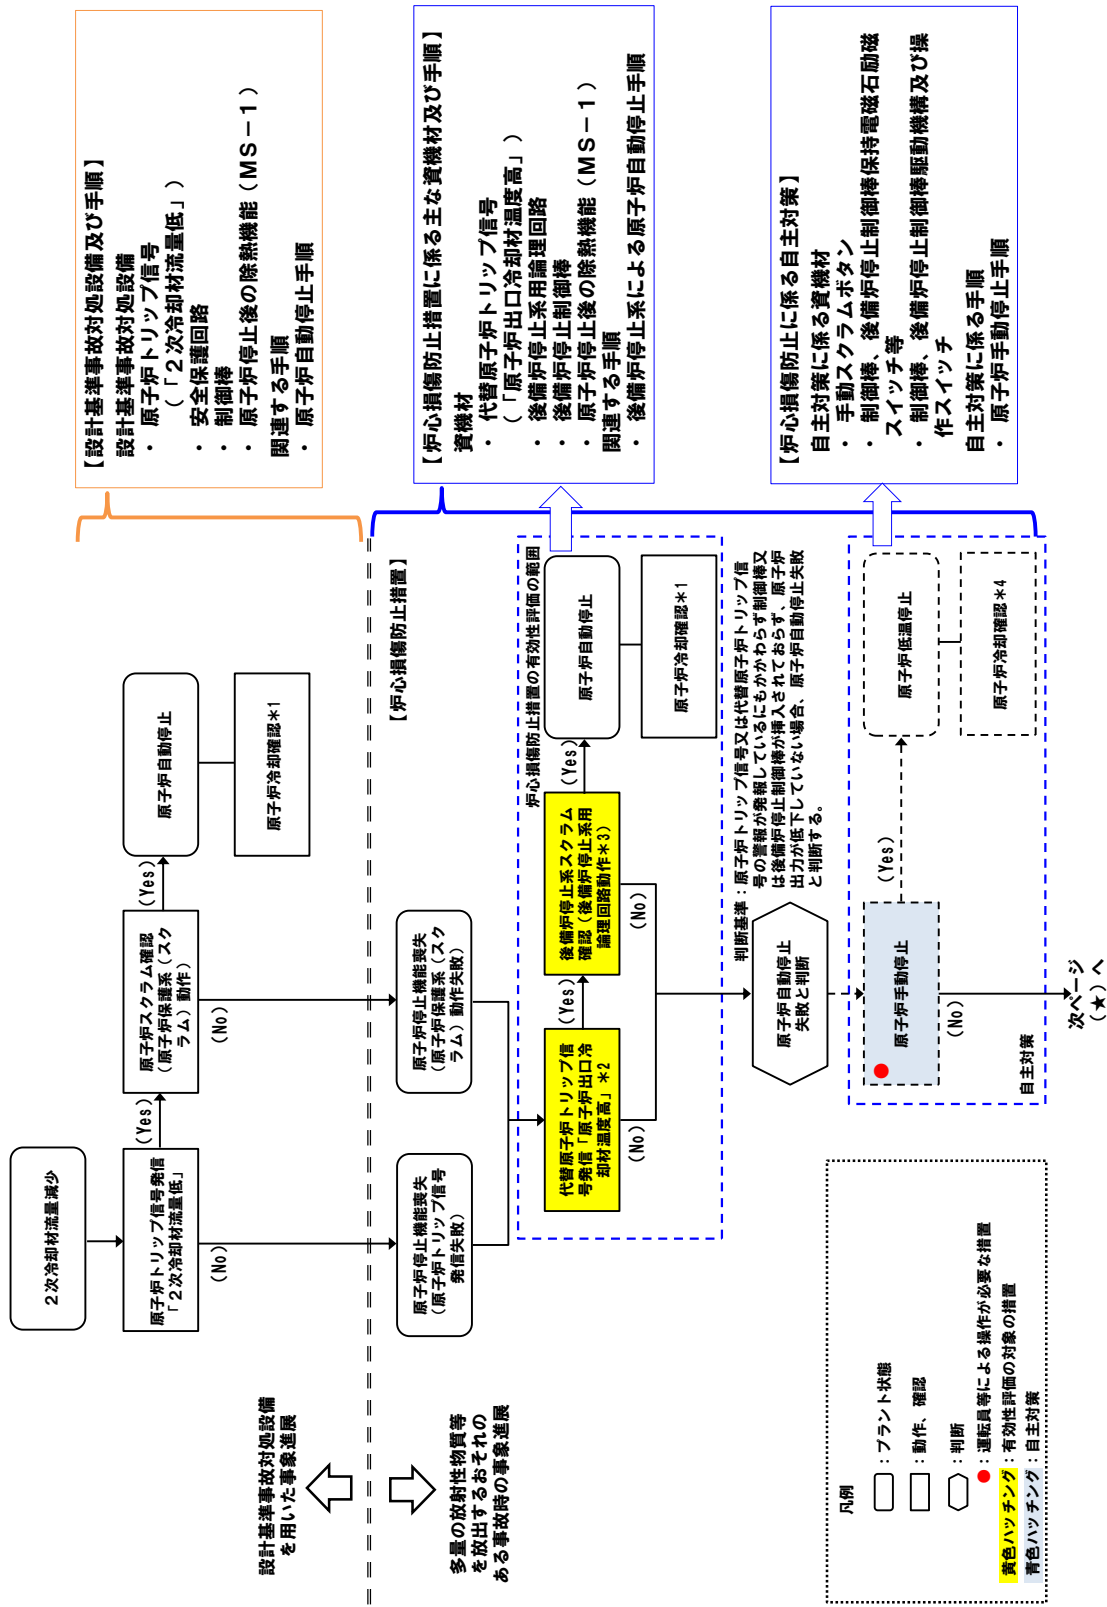 ２次冷却材流量減少
原子炉トリップ信号発信
「２次冷却材流量低」
(Yes)
(No)
原子炉スクラム確認
（原子炉保護系（スク
ラム）動作）
(Yes)
(No)
原子炉自動停止
原子炉冷却確認＊1
【設計基準事故対処設備及び手順】
設計基準事故対処設備
・ 原子炉トリップ信号
（「２次冷却材流量低」）
・ 安全保護回路
・ 制御棒
・ 原子炉停止後の除熱機能（ＭＳ－１）
関連する手順
・ 原子炉自動停止手順
設計基準事故対処設備
を用いた事象進展
多量の放射性物質等
を放出するおそれの
ある事故時の事象進展
【炉心損傷防止措置】
原子炉停止機能喪失
（原子炉トリップ信号
発信失敗）
原子炉停止機能喪失
（原子炉保護系（スク
ラム）動作失敗）
炉心損傷防止措置の有効性評価の範囲
代替原子炉トリップ信
号発信「原子炉出口冷
却材温度高」＊2
(Yes)
(No)
後備炉停止系スクラム
確認（後備炉停止系用
論理回路動作＊3）
(Yes)
(No)
原子炉自動停止
原子炉冷却確認＊1
【炉心損傷防止措置に係る主な資機材及び手順】
資機材
・ 代替原子炉トリップ信号
（「原子炉出口冷却材温度高」）
・ 後備炉停止系用論理回路
・ 後備炉停止制御棒
・ 原子炉停止後の除熱機能（ＭＳ－１）
関連する手順
・ 後備炉停止系による原子炉自動停止手順
原子炉自動停止
失敗と判断
判断基準：原子炉トリップ信号又は代替原子炉トリップ信
号の警報が発報しているにもかかわらず制御棒又
は後備炉停止制御棒が挿入されておらず、原子炉
出力が低下していない場合、原子炉自動停止失敗
と判断する。
原子炉手動停止
(Yes)
(No)
自主対策
原子炉低温停止
原子炉冷却確認＊4
次ページ
（★）へ
【炉心損傷防止に係る自主対策】
自主対策に係る資機材
・ 手動スクラムボタン
・ 制御棒、後備炉停止制御棒保持電磁石励磁
スイッチ等
・ 制御棒、後備炉停止制御棒駆動機構及び操
作スイッチ
自主対策に係る手順
・ 原子炉手動停止手順
凡例
：プラント状態
：動作、確認
：判断
：運転員等による操作が必要な措置
黄色ハッチング：有効性評価の対象の措置
青色ハッチング：自主対策